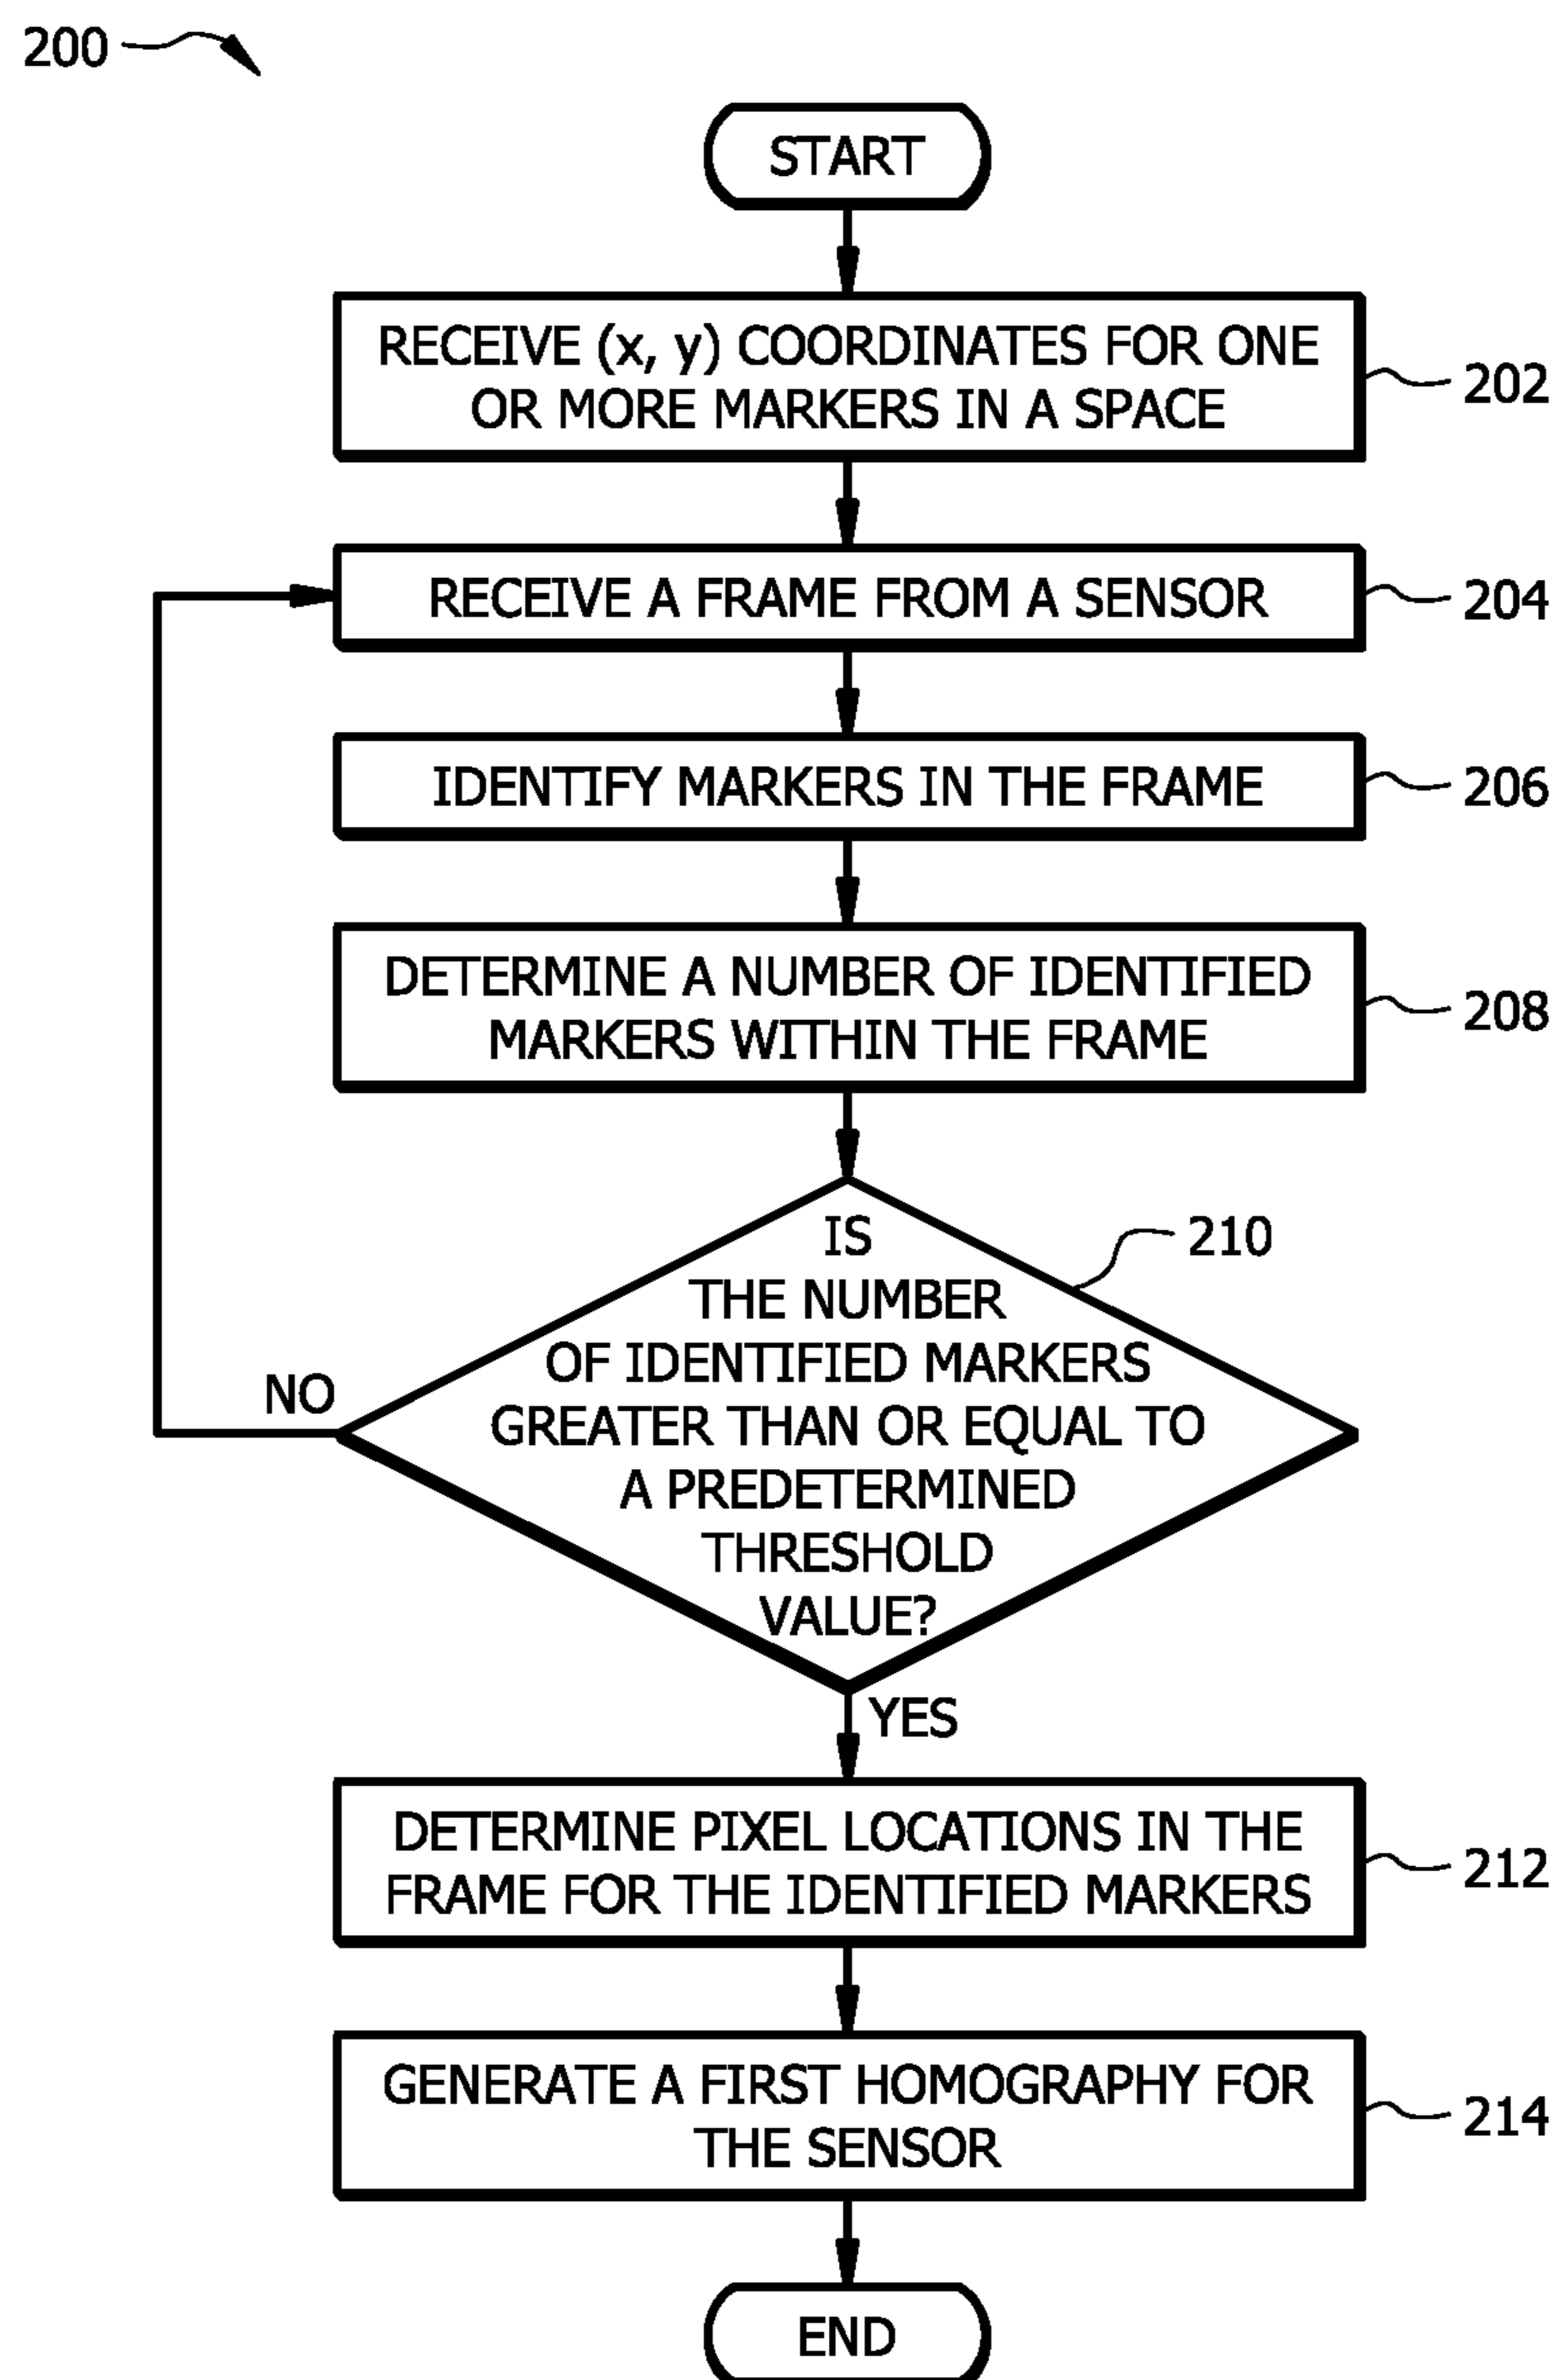 200
START
RECEIVE (x, y) COORDINATES FOR ONE
OR MORE MARKERS IN A SPACE
202
RECEIVE A FRAME FROM A SENSOR
204
IDENTIFY MARKERS IN THE FRAME
206
DETERMINE A NUMBER OF IDENTIFIED
MARKERS WITHIN THE FRAME
208
IS
THE NUMBER
OF IDENTIFIED MARKERS
GREATER THAN OR EQUAL TO
A PREDETERMINED
THRESHOLD
VALUE?
210
NO
YES
DETERMINE PIXEL LOCATIONS IN THE
FRAME FOR THE IDENTIFIED MARKERS
212
GENERATE A FIRST HOMOGRAPHY FOR
THE SENSOR
214
END